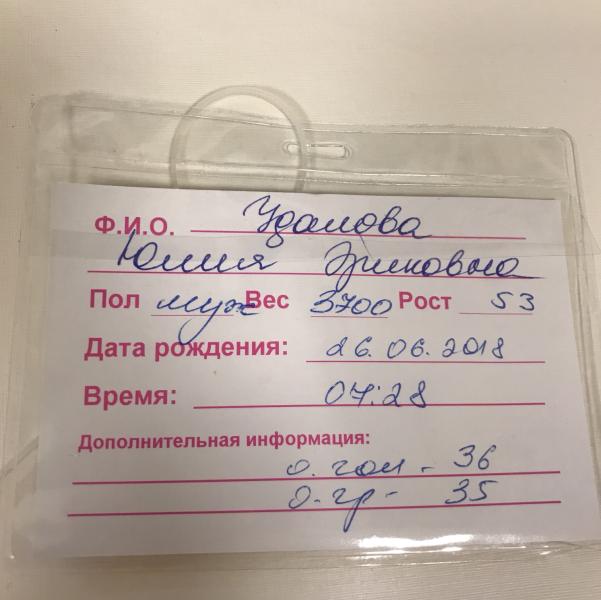 Ф.И.О. Удалова
Юлия Эриковна
Пол муж Вес 3700 Рост 53
Дата рождения: 26.06.2018
Время: 07:28
Дополнительная информация:
о. гол - 36
о. гр - 35